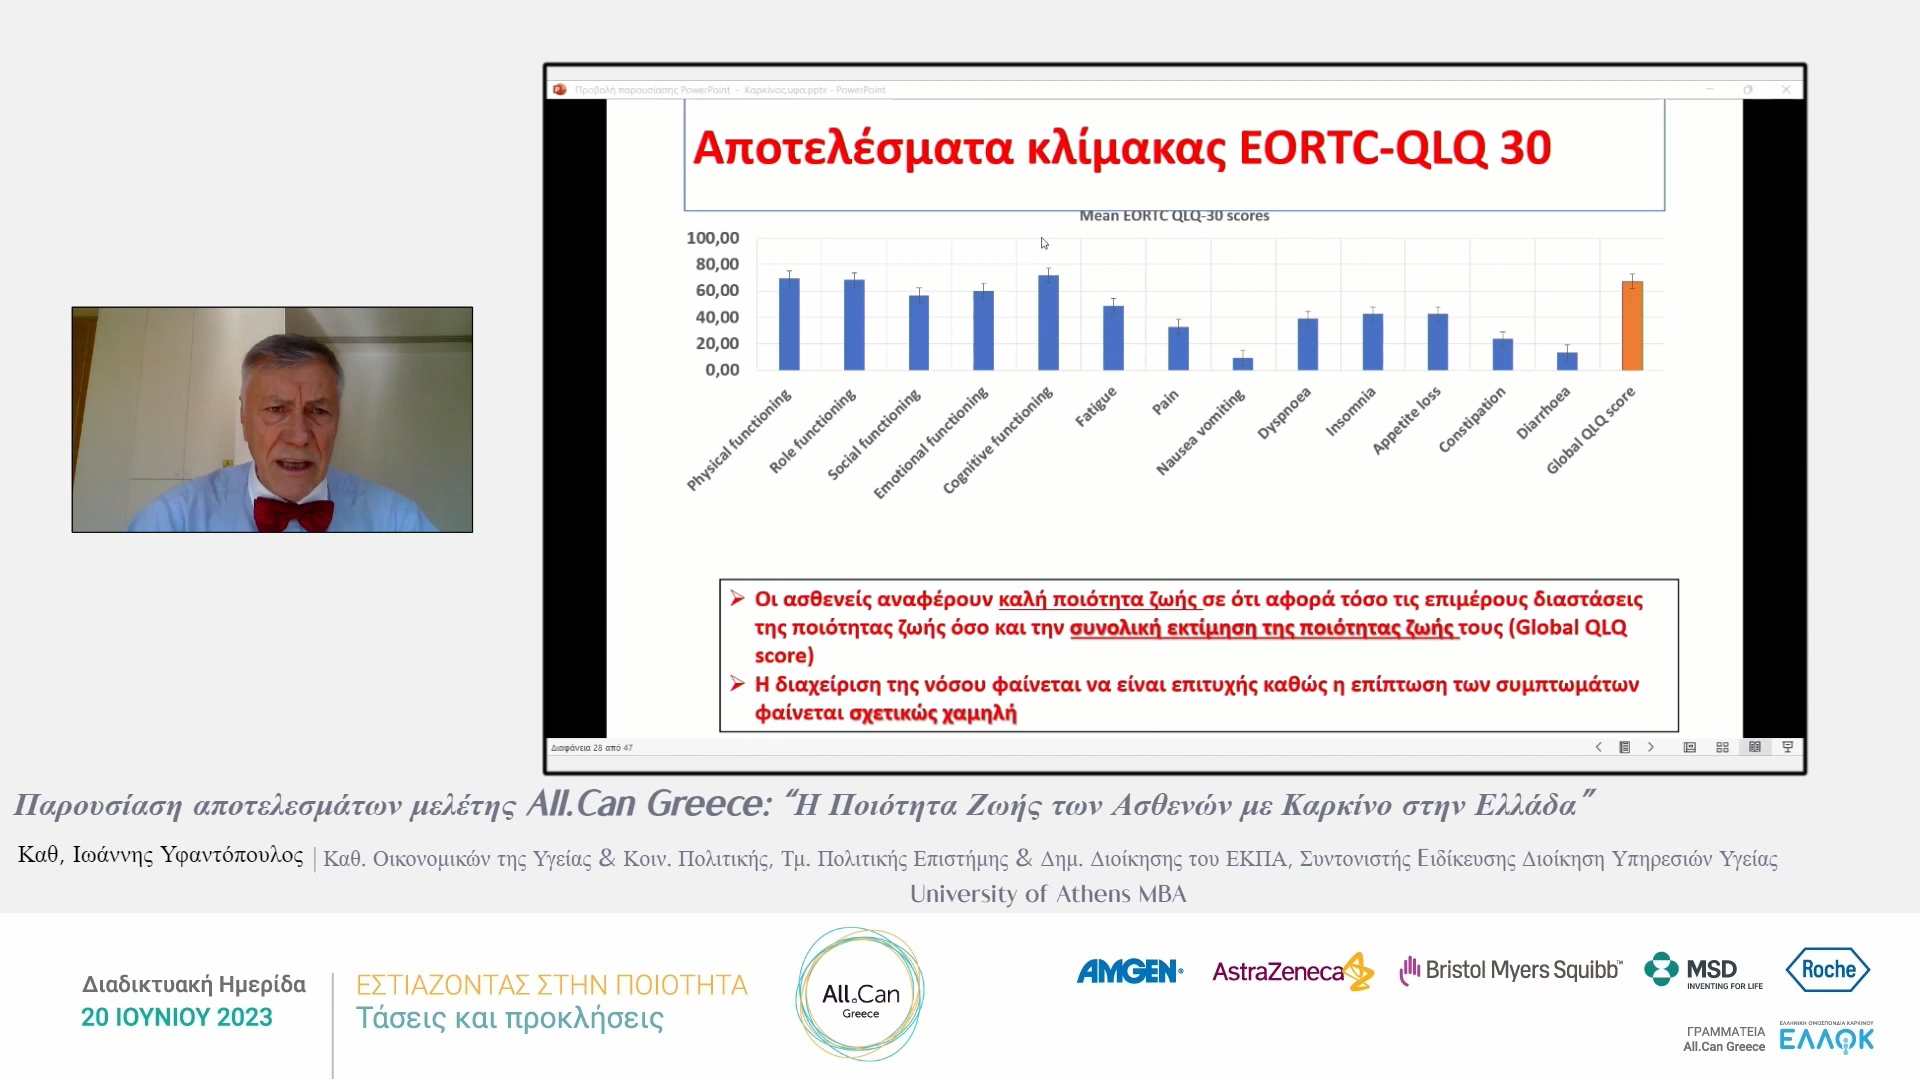 Προβολή παρουσίασης PowerPoint - Καρκίνος.υφα.pptx - PowerPoint
Αποτελέσματα κλίμακας EORTC-QLQ 30
Mean EORTC QLQ-30 scores
100,00
80,00
60,00
40,00
20,00
0,00
Physical functioning
Role functioning
Social functioning
Emotional functioning
Cognitive functioning
Fatigue
Pain
Nausea vomiting
Dyspnoea
Insomnia
Appetite loss
Constipation
Diarrhoea
Global QLQ score
Οι ασθενείς αναφέρουν καλή ποιότητα ζωής σε ότι αφορά τόσο τις επιμέρους διαστάσεις
της ποιότητας ζωής όσο και την συνολική εκτίμηση της ποιότητας ζωής τους (Global QLQ
score)
Η διαχείριση της νόσου φαίνεται να είναι επιτυχής καθώς η επίπτωση των συμπτωμάτων
φαίνεται σχετικώς χαμηλή
Διαφάνεια 28 από 47
Παρουσίαση αποτελεσμάτων μελέτης All.Can Greece: “Η Ποιότητα Ζωής των Ασθενών με Καρκίνο στην Ελλάδα”
Καθ, Ιωάννης Υφαντόπουλος | Καθ. Οικονομικών της Υγείας & Κοιν. Πολιτικής, Τμ. Πολιτικής Επιστήμης & Δημ. Διοίκησης του ΕΚΠΑ, Συντονιστής Ειδίκευσης Διοίκηση Υπηρεσιών Υγείας
University of Athens MBA
Διαδικτυακή Ημερίδα
20 ΙΟΥΝΙΟΥ 2023
ΕΣΤΙΑΖΟΝΤΑΣ ΣΤΗΝ ΠΟΙΟΤΗΤΑ
Τάσεις και προκλήσεις
All.Can
Greece
AMGEN®
AstraZeneca
Bristol Myers Squibb™
MSD
INVENTING FOR LIFE
Roche
ΓΡΑΜΜΑΤΕΙΑ
All.Can Greece
ΕΛΛΗΝΙΚΗ ΟΜΟΣΠΟΝΔΙΑ ΚΑΡΚΙΝΟΥ
ΕΛΛΟΚ